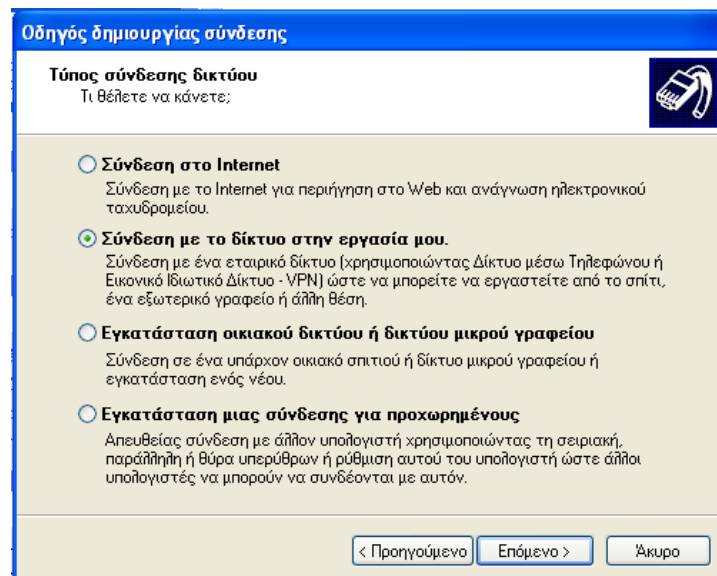 Οδηγός δημιουργίας σύνδεσης
Τύπος σύνδεσης δικτύου
Τι θέλετε να κάνετε;
Σύνδεση στο Internet
Σύνδεση με το Internet για περιήγηση στο Web και ανάγνωση ηλεκτρονικού
ταχυδρομείου.
Σύνδεση με το δίκτυο στην εργασία μου.
Σύνδεση με ένα εταιρικό δίκτυο (χρησιμοποιώντας Δίκτυο μέσω Τηλεφώνου ή
Εικονικό Ιδιωτικό Δίκτυο - VPN) ώστε να μπορείτε να εργαστείτε από το σπίτι,
ένα εξωτερικό γραφείο ή άλλη θέση.
Εγκατάσταση οικιακού δικτύου ή δικτύου μικρού γραφείου
Σύνδεση σε ένα υπάρχον οικιακό σπιτιού ή δίκτυο μικρού γραφείου ή
εγκατάσταση ενός νέου.
Εγκατάσταση μιας σύνδεσης για προχωρημένους
Απευθείας σύνδεση με άλλον υπολογιστή χρησιμοποιώντας τη σειριακή,
παράλληλη ή θύρα υπερύθρων ή ρύθμιση αυτού του υπολογιστή ώστε άλλοι
υπολογιστές να μπορούν να συνδέονται με αυτόν.
< Προηγούμενο Επόμενο > Άκυρο